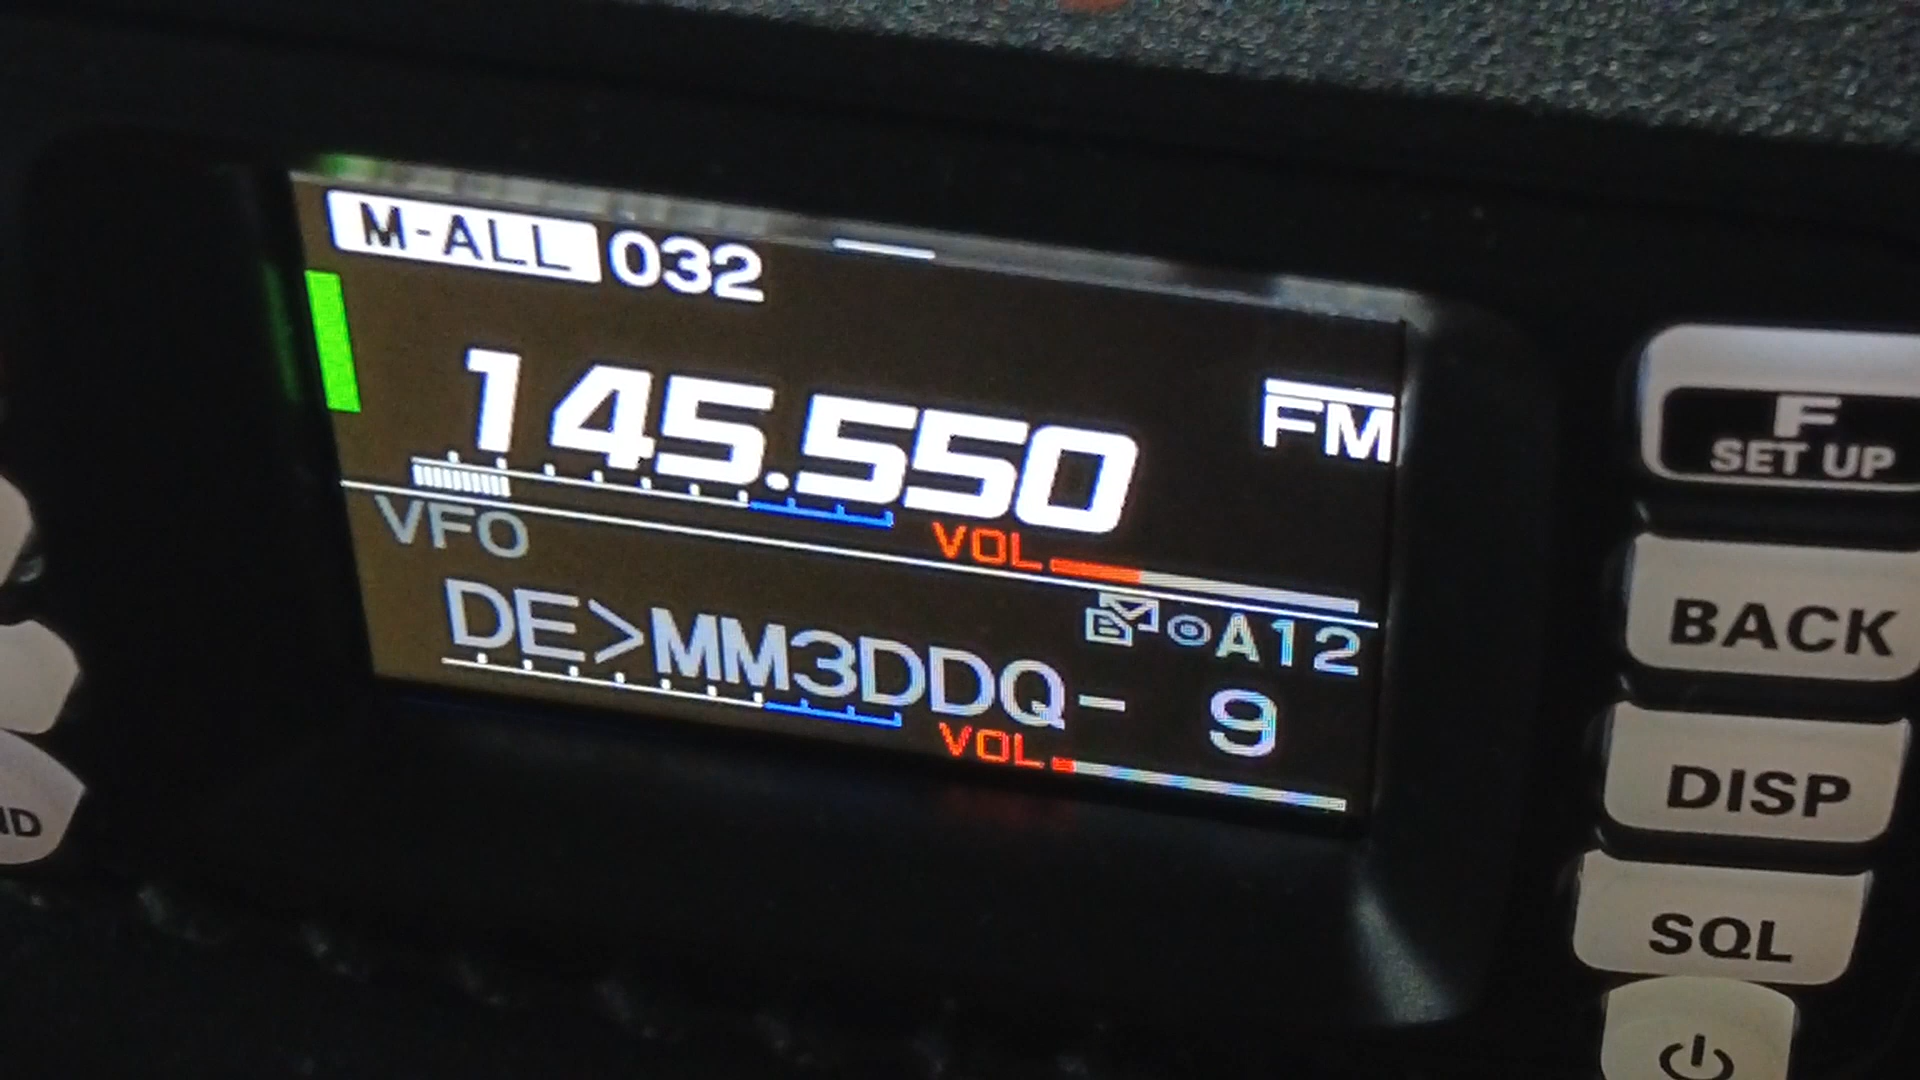 M-ALL 032
145.550 FM
VOL
VFO
A12
DE>MM3DDQ- 9
VOL
F
SET UP
BACK
DISP
SQL